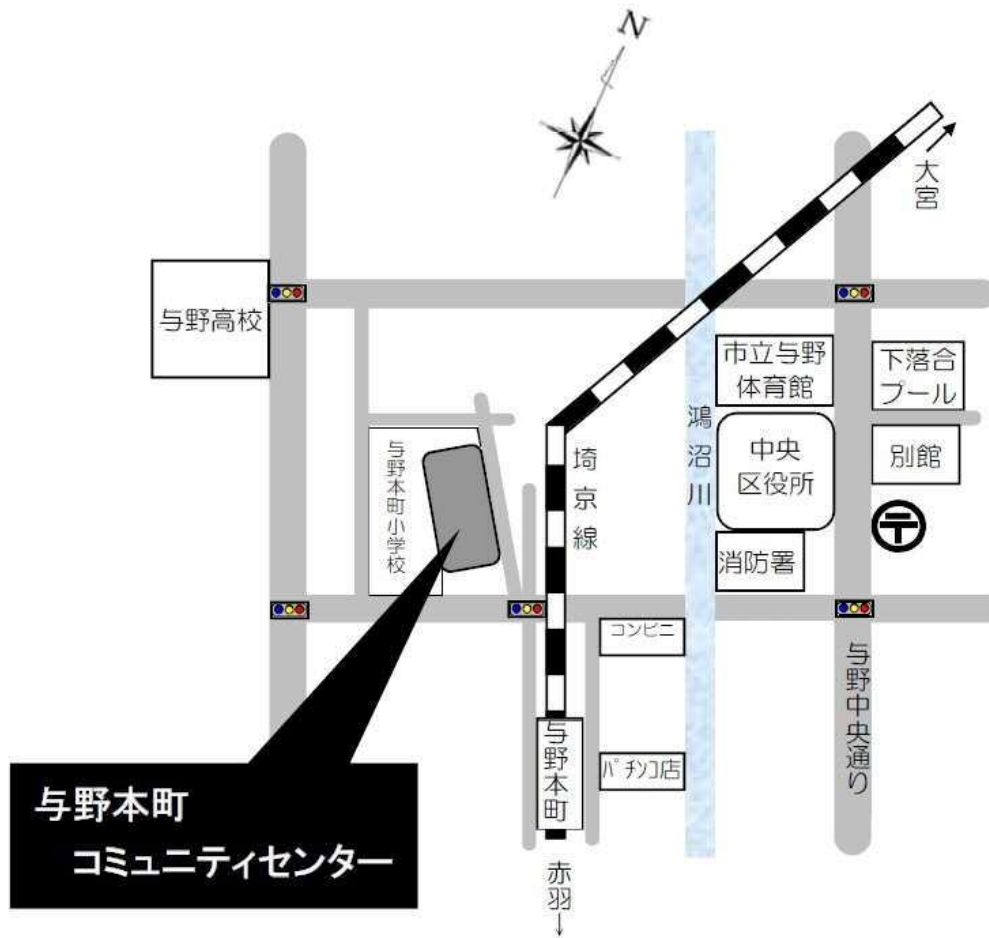 N
大宮
与野高校
市立与野
体育館
下落合
プール
与野本町小学校
埼京線
鴻沼川
中央
区役所
別館
〒
消防署
コンビニ
与野本町
パチンコ店
与野中央通り
与野本町
コミュニティセンター
赤羽
↓